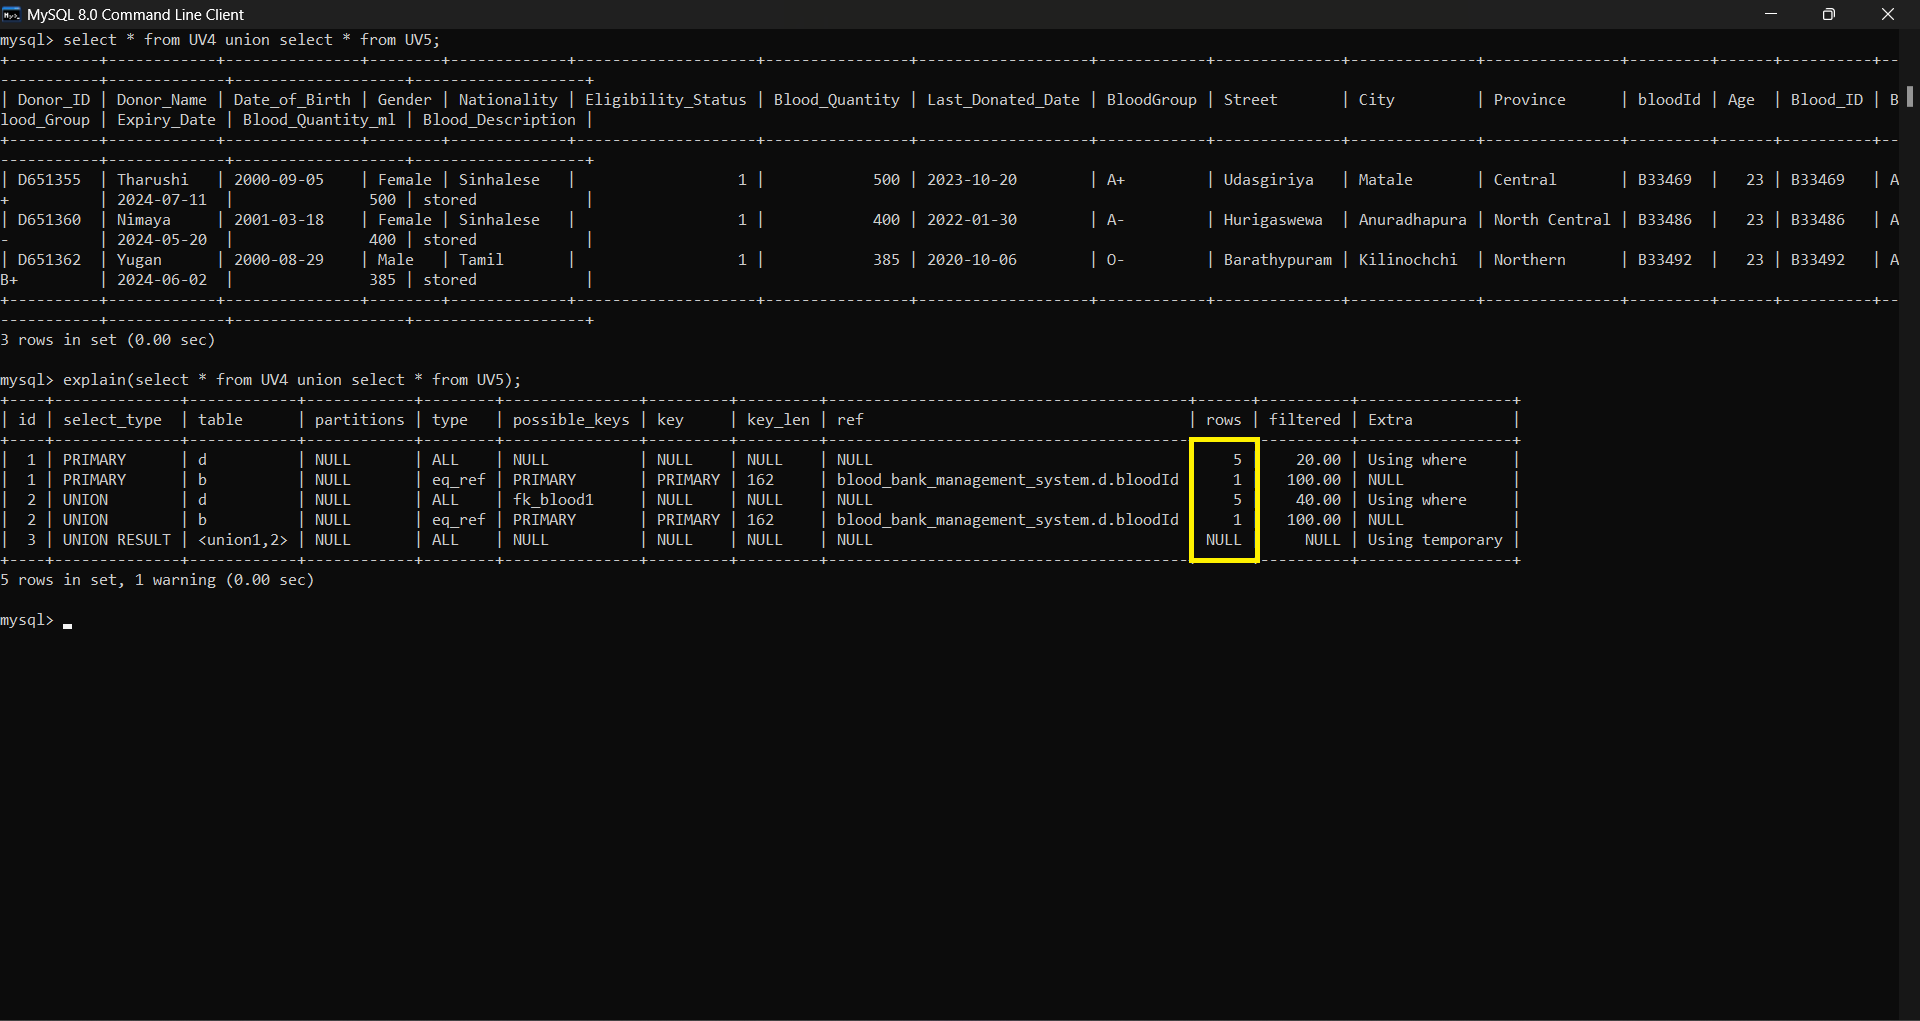 MySQL 8.0 Command Line Client
mysql> select * from UV4 union select * from UV5;
+----------+------------+---------------+--------+-------------+--------------------+----------------+-------------------+------------+--------------+--------------+---------------+---------+------+----------+--
-----------+-------------+-------------------+-------------------+
| Donor_ID | Donor_Name | Date_of_Birth | Gender | Nationality | Eligibility_Status | Blood_Quantity | Last_Donated_Date | BloodGroup | Street       | City         | Province      | bloodId | Age  | Blood_ID | B
lood_Group | Expiry_Date | Blood_Quantity_ml | Blood_Description |
+----------+------------+---------------+--------+-------------+--------------------+----------------+-------------------+------------+--------------+--------------+---------------+---------+------+----------+--
-----------+-------------+-------------------+-------------------+
| D651355  | Tharushi   | 2000-09-05    | Female | Sinhalese   |                  1 |            500 | 2023-10-20        | A+         | Udasgiriya   | Matale       | Central       | B33469  |   23 | B33469   | A
+          | 2024-07-11  |               500 | stored            |
| D651360  | Nimaya     | 2001-03-18    | Female | Sinhalese   |                  1 |            400 | 2022-01-30        | A-         | Hurigaswewa  | Anuradhapura | North Central | B33486  |   23 | B33486   | A
-          | 2024-05-20  |               400 | stored            |
| D651362  | Yugan      | 2000-08-29    | Male   | Tamil       |                  1 |            385 | 2020-10-06        | O-         | Barathypuram | Kilinochchi  | Northern      | B33492  |   23 | B33492   | A
B+         | 2024-06-02  |               385 | stored            |
+----------+------------+---------------+--------+-------------+--------------------+----------------+-------------------+------------+--------------+--------------+---------------+---------+------+----------+--
-----------+-------------+-------------------+-------------------+
3 rows in set (0.00 sec)
mysql> explain(select * from UV4 union select * from UV5);
+----+--------------+------------+------------+--------+---------------+---------+---------+----------------------------------------+------+----------+-----------------+
| id | select_type  | table      | partitions | type   | possible_keys | key     | key_len | ref                                    | rows | filtered | Extra           |
+----+--------------+------------+------------+--------+---------------+---------+---------+----------------------------------------+------+----------+-----------------+
|  1 | PRIMARY      | d          | NULL       | ALL    | NULL          | NULL    | NULL    | NULL                                   |    5 |    20.00 | Using where     |
|  1 | PRIMARY      | b          | NULL       | eq_ref | PRIMARY       | PRIMARY | 162     | blood_bank_management_system.d.bloodId |    1 |   100.00 | NULL            |
|  2 | UNION        | d          | NULL       | ALL    | fk_blood1     | NULL    | NULL    | NULL                                   |    5 |    40.00 | Using where     |
|  2 | UNION        | b          | NULL       | eq_ref | PRIMARY       | PRIMARY | 162     | blood_bank_management_system.d.bloodId |    1 |   100.00 | NULL            |
|  3 | UNION RESULT | <union1,2> | NULL       | ALL    | NULL          | NULL    | NULL    | NULL                                   | NULL |     NULL | Using temporary |
+----+--------------+------------+------------+--------+---------------+---------+---------+----------------------------------------+------+----------+-----------------+
5 rows in set, 1 warning (0.00 sec)
mysql> _